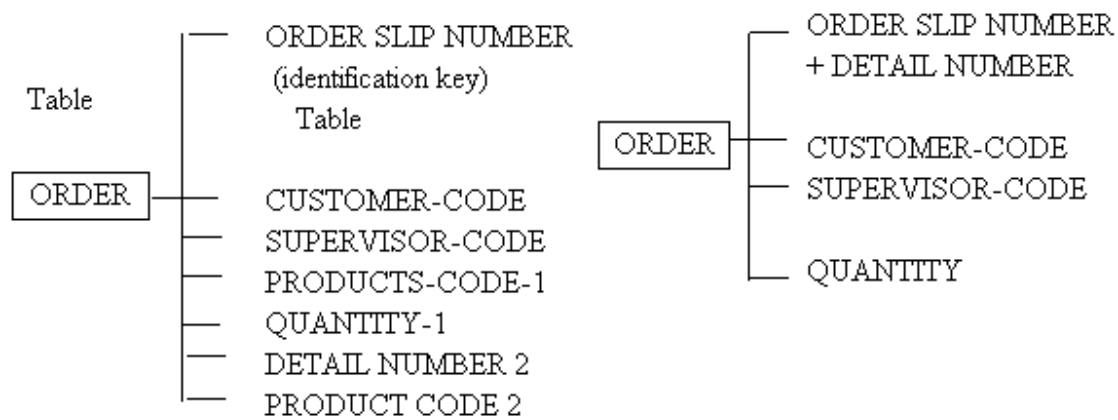 ORDER SLIP NUMBER
(identification key)
Table
Table
ORDER
CUSTOMER-CODE
SUPERVISOR-CODE
PRODUCTS-CODE-1
QUANTITY-1
DETAIL NUMBER 2
PRODUCT CODE 2
ORDER SLIP NUMBER
+ DETAIL NUMBER
ORDER
CUSTOMER-CODE
SUPERVISOR-CODE
QUANTITY